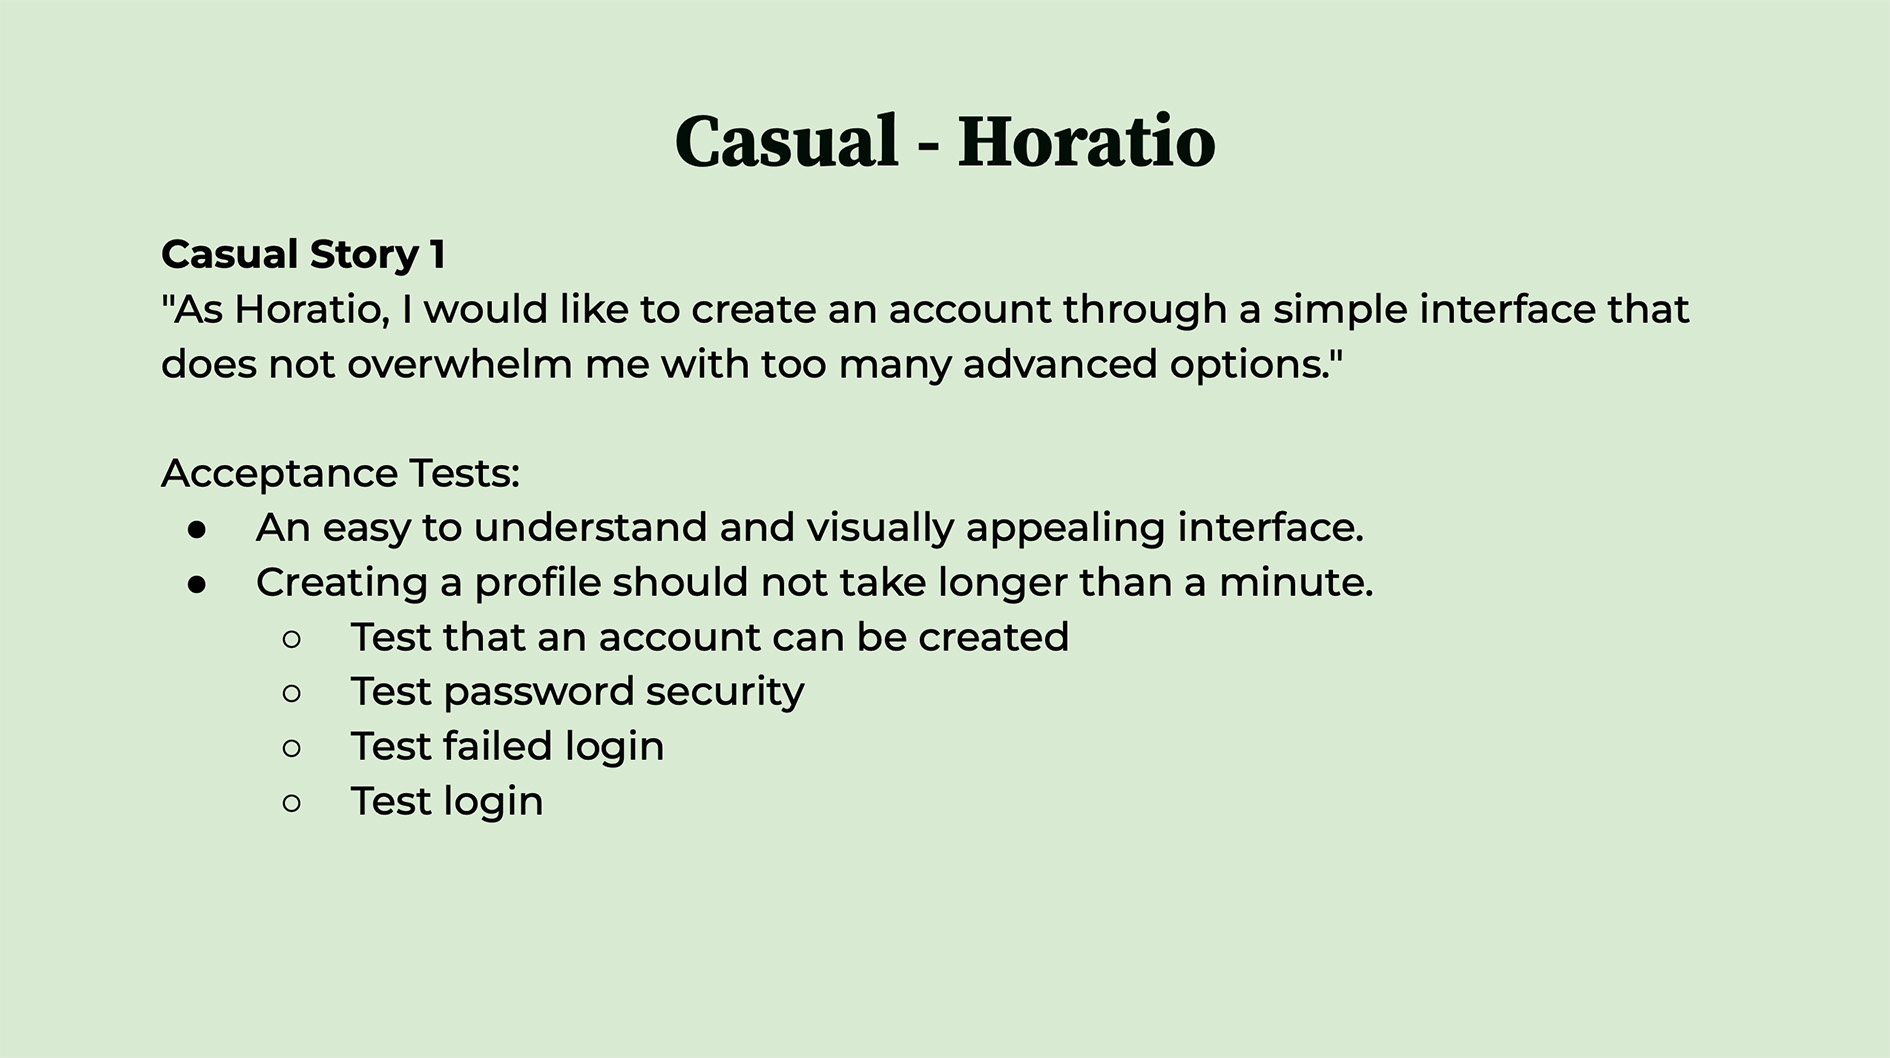 Casual - Horatio
Casual Story 1
"As Horatio, I would like to create an account through a simple interface that
does not overwhelm me with too many advanced options."
Acceptance Tests:
● An easy to understand and visually appealing interface.
● Creating a profile should not take longer than a minute.
○ Test that an account can be created
○ Test password security
○ Test failed login
○ Test login